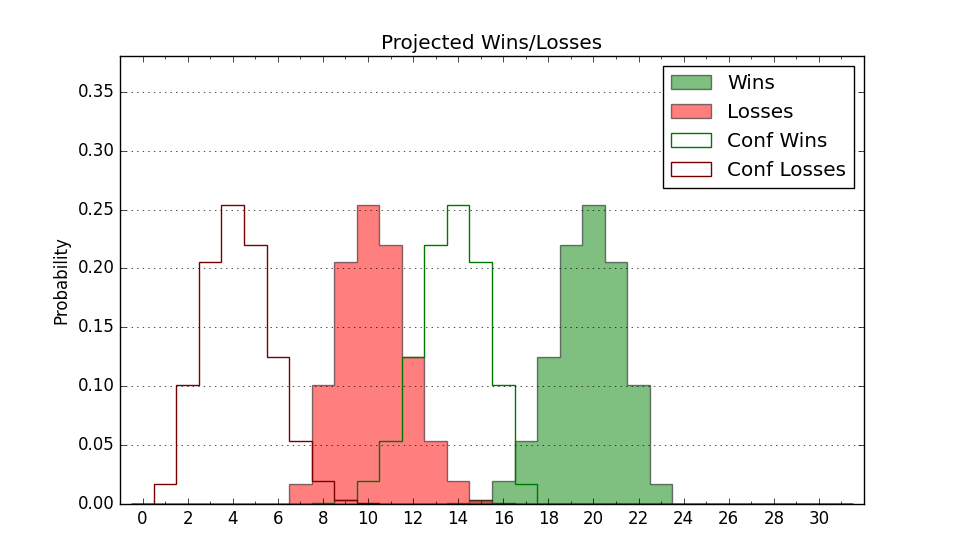 Projected Wins/Losses
Wins
Losses
Conf Wins
Conf Losses
Probability
0.35
0.30
0.25
0.20
0.15
0.10
0.05
0.00
0 2 4 6 8 10 12 14 16 18 20 22 24 26 28 30